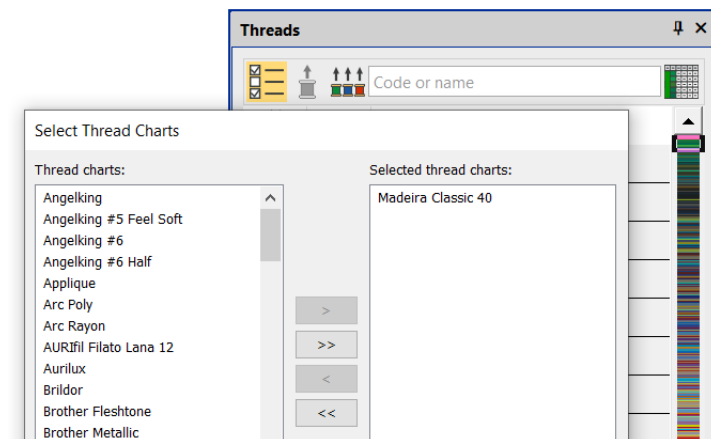 Threads
Code or name
Select Thread Charts
Thread charts:
Selected thread charts:
Angelking
Angelking #5 Feel Soft
Angelking #6
Angelking #6 Half
Applique
Arc Poly
Arc Rayon
AURIfil Filato Lana 12
Aurilux
Brildor
Brother Fleshtone
Brother Metallic
>
>>
<
<<
Madeira Classic 40